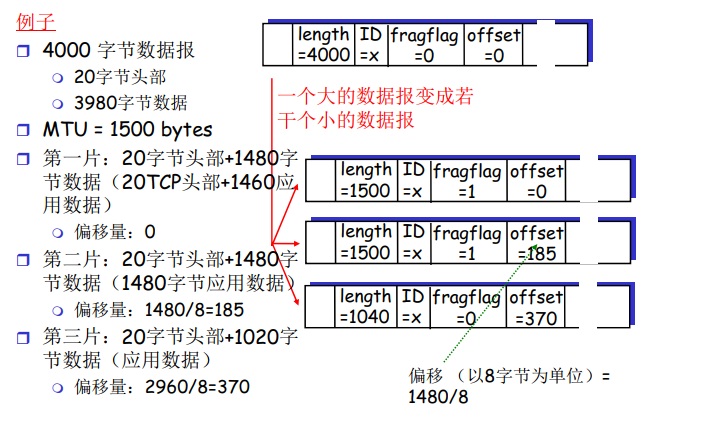 例子
4000 字节数据报
20字节头部
3980字节数据
MTU = 1500 bytes
第一片：20字节头部+1480字
节数据（20TCP头部+1460应
用数据）
偏移量：0
第二片：20字节头部+1480字
节数据（1480字节应用数据）
偏移量：1480/8=185
第三片：20字节头部+1020字
节数据（应用数据）
偏移量：2960/8=370
length ID fragflag offset
=4000 =x =0 =0
一个大的数据报变成若
干个小的数据报
length ID fragflag offset
=1500 =x =1 =0
length ID fragflag offset
=1500 =x =1 =185
length ID fragflag offset
=1040 =x =0 =370
偏移 （以8字节为单位）=
1480/8